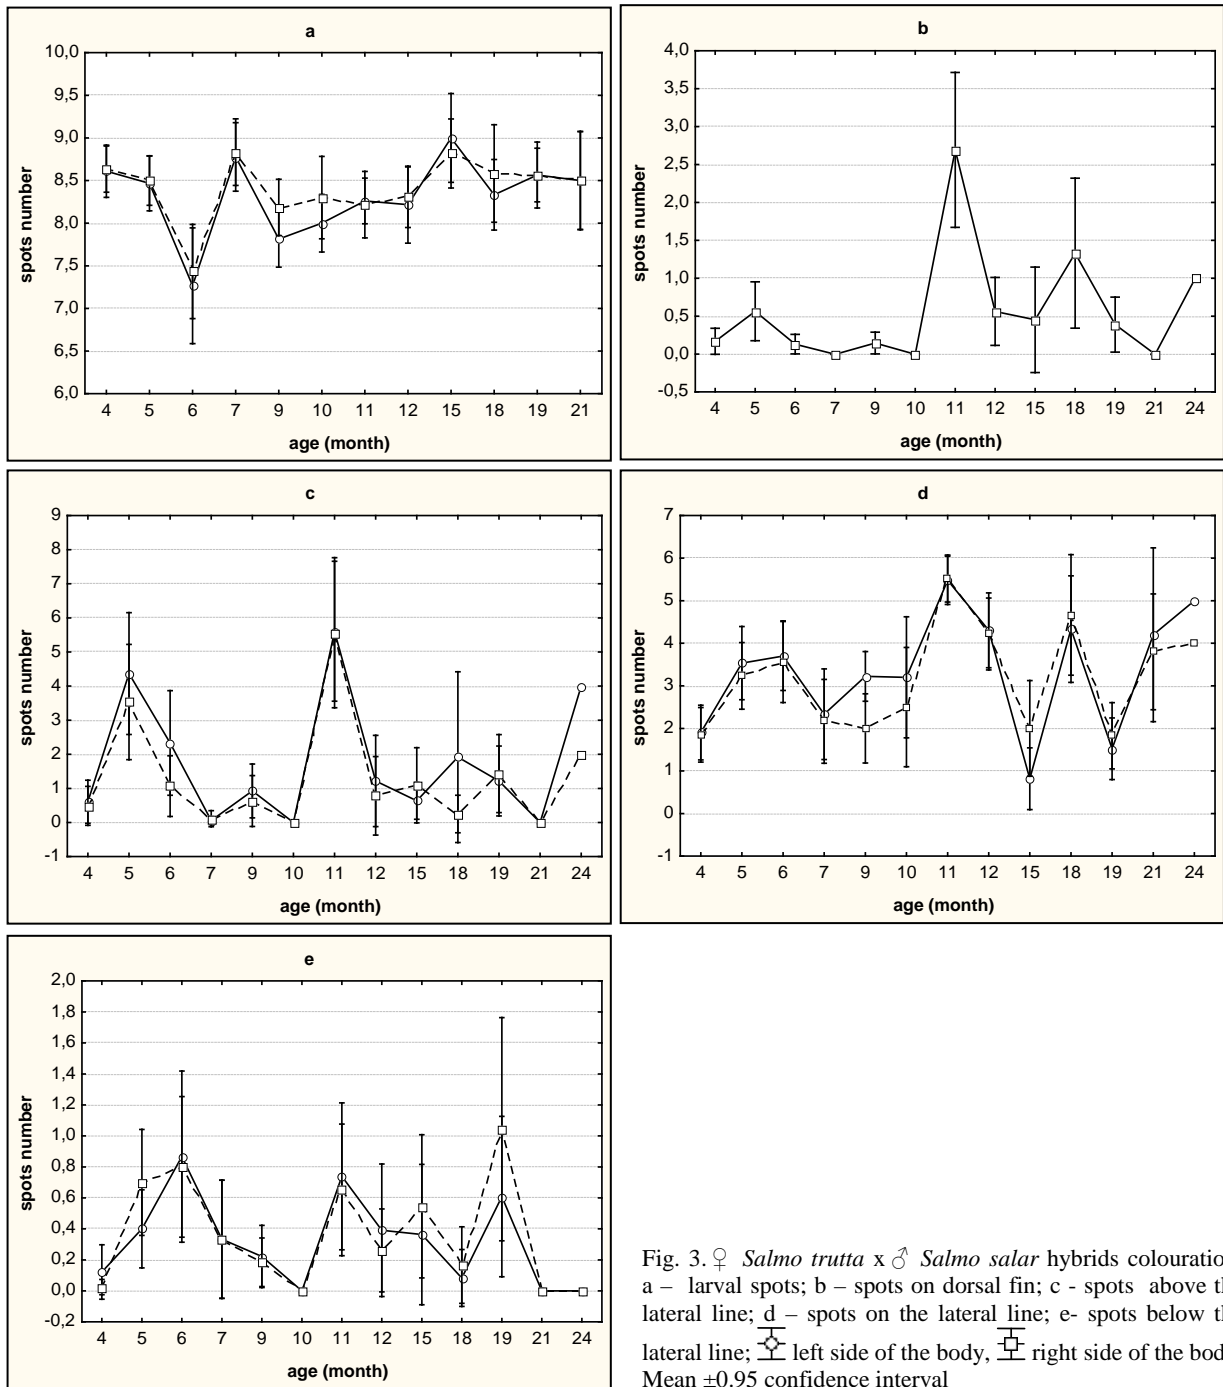 a
10,0
9,5
9,0
8,5
8,0
7,5
7,0
6,5
6,0
spots number
4 5 6 7 9 10 11 12 15 18 19 21
age (month)
b
4,0
3,5
3,0
2,5
2,0
1,5
1,0
0,5
0,0
-0,5
spots number
4 5 6 7 9 10 11 12 15 18 19 21 24
age (month)
c
9
8
7
6
5
4
3
2
1
0
-1
spots number
4 5 6 7 9 10 11 12 15 18 19 21 24
age (month)
d
7
6
5
4
3
2
1
0
-1
spots number
4 5 6 7 9 10 11 12 15 18 19 21 24
age (month)
e
2,0
1,8
1,6
1,4
1,2
1,0
0,8
0,6
0,4
0,2
0,0
-0,2
spots number
4 5 6 7 9 10 11 12 15 18 19 21 24
age (month)
Fig. 3. ♀ Salmo trutta x ♂ Salmo salar hybrids colouratio
a – larval spots; b – spots on dorsal fin; c - spots above th
lateral line; d – spots on the lateral line; e- spots below th
lateral line; left side of the body, right side of the bod
Mean ±0.95 confidence interval